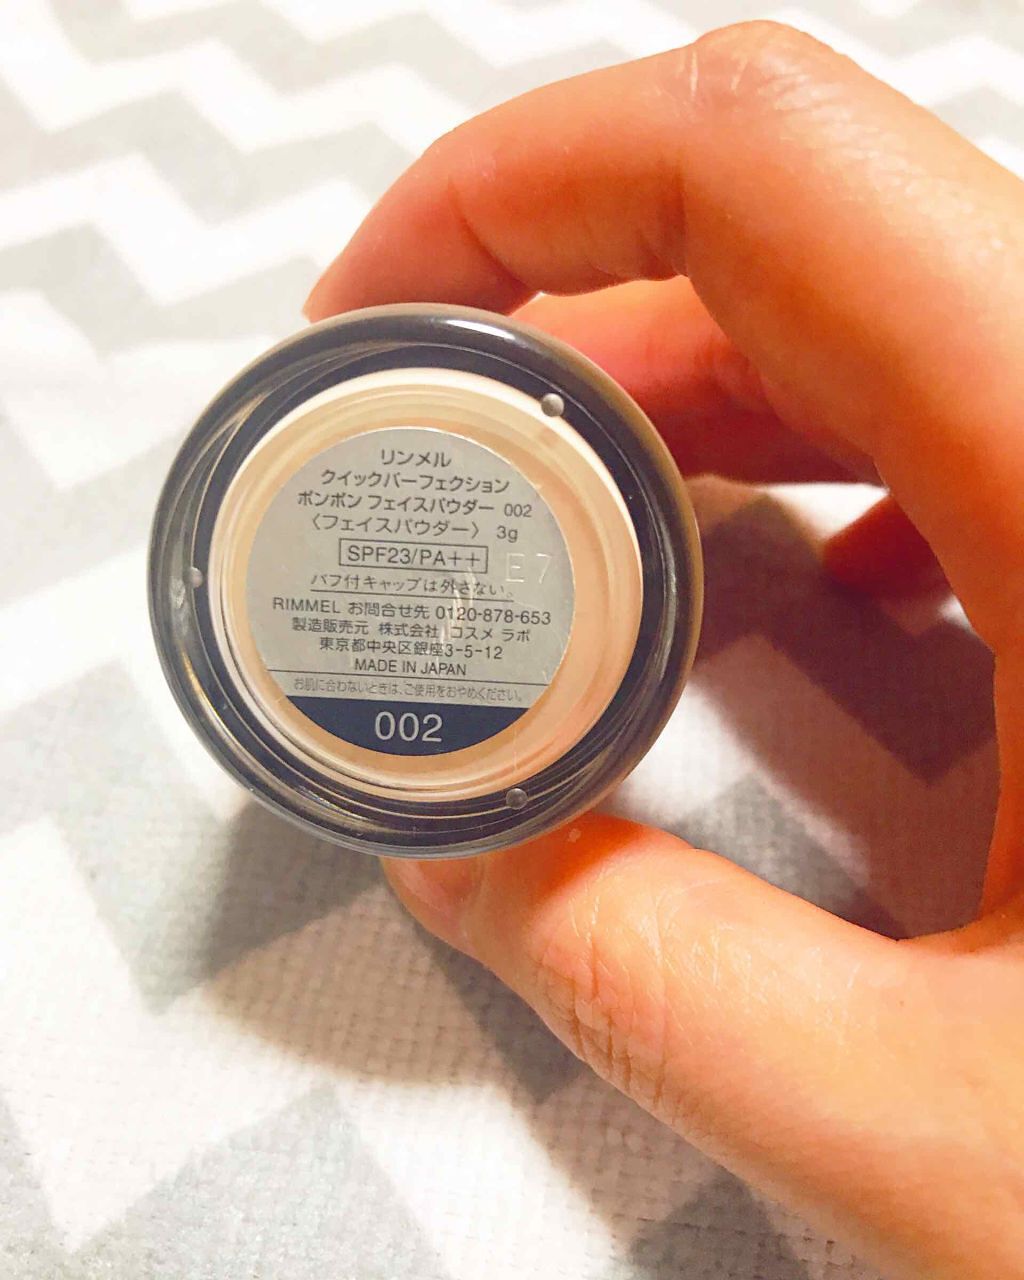 リンメル
クイックパーフェクション
ポンポン フェイスパウダー 002
〈フェイスパウダー〉 3g
SPF23/PA++
E7
パフ付キャップは外さない。
RIMMEL お問合せ先 0120-878-653
製造販売元 株式会社 コスメ ラボ
東京都中央区銀座3-5-12
MADE IN JAPAN
お肌に合わないときは、ご使用をおやめください。
002